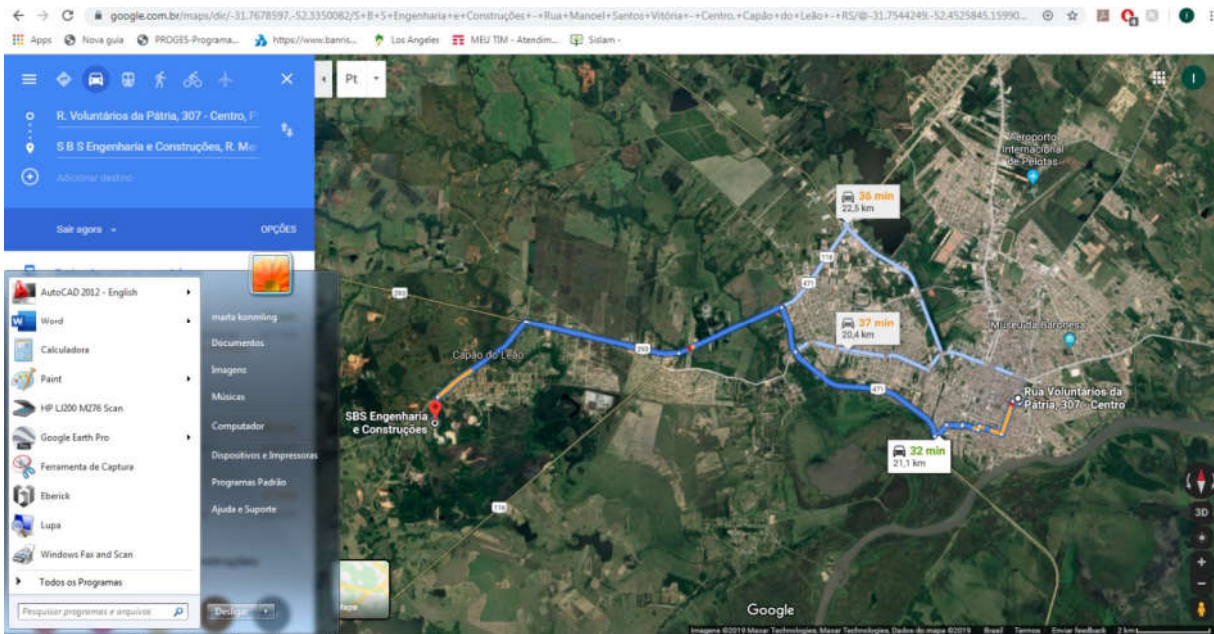 google.com.br/maps/dir/-31.7678597,-52.3350082/S+B+S+Engenharia+e+Construções+-+Rua+Manoel+Santos+Vitória+-+Centro,+Capão+do+Leão+-+RS/@-31.7544249,-52.4525845,15990...
Apps Nova guia PROGES-Programa... https://www.banris... Los Angeles MEU TIM - Atendim... Sislam -
Pt
R. Voluntários da Pátria, 307 - Centro, P
S B S Engenharia e Construções, R. Ma
Adicionar destino
Sair agora
OPÇÕES
AutoCAD 2012 - English
Word
Calculadora
Paint
HP LJ200 M276 Scan
Google Earth Pro
Ferramenta de Captura
Eberick
Lupa
Windows Fax and Scan
Todos os Programas
Pesquisar programas e arquivos
marta konmling
Documentos
Imagens
Músicas
Computador
Dispositivos e Impressoras
Programas Padrão
Ajuda e Suporte
Desligar
Aeroporto
Internacional
de Pelotas
36 min
22,5 km
116
471
293
37 min
20,4 km
Museu da Baronesa
293
Capão do Leão
471
Rua Voluntários da
Pátria, 307 - Centro
SBS Engenharia
e Construções
32 min
21,1 km
116
3D
Google
Imagens ©2019 Maxar Technologies, Maxar Technologies, Dados do mapa ©2019 Brasil Termos Enviar feedback 2 km